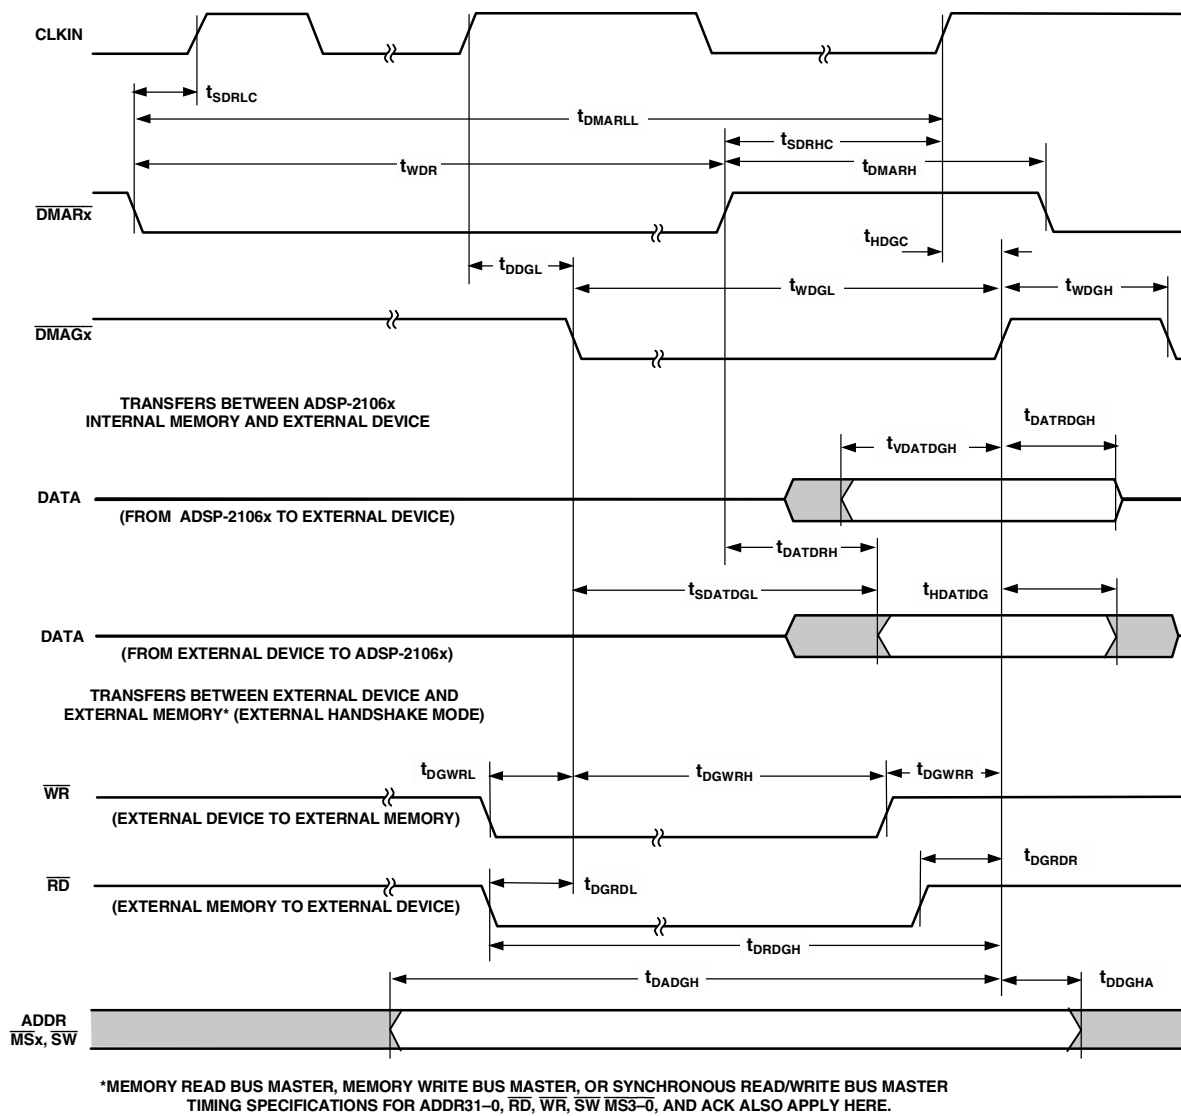 CLKIN
tSDRLC
tDMARLL
tSDRHC
tWDR
tDMARH
DMARx
tHDGC
tDDGL
tWDGL
tWDGH
DMAGx
TRANSFERS BETWEEN ADSP-2106x
INTERNAL MEMORY AND EXTERNAL DEVICE
tDATRDGH
tVDATDGH
DATA
(FROM ADSP-2106x TO EXTERNAL DEVICE)
tDATDRH
tSDATDGL
tHDATIDG
DATA
(FROM EXTERNAL DEVICE TO ADSP-2106x)
TRANSFERS BETWEEN EXTERNAL DEVICE AND
EXTERNAL MEMORY* (EXTERNAL HANDSHAKE MODE)
tDGWRL
tDGWRH
tDGWRR
WR
(EXTERNAL DEVICE TO EXTERNAL MEMORY)
tDGRDR
RD
tDGRDL
(EXTERNAL MEMORY TO EXTERNAL DEVICE)
tDRDGH
tDADGH
tDDGHA
ADDR
MSx, SW
*MEMORY READ BUS MASTER, MEMORY WRITE BUS MASTER, OR SYNCHRONOUS READ/WRITE BUS MASTER
TIMING SPECIFICATIONS FOR ADDR31–0, RD, WR, SW MS3–0, AND ACK ALSO APPLY HERE.